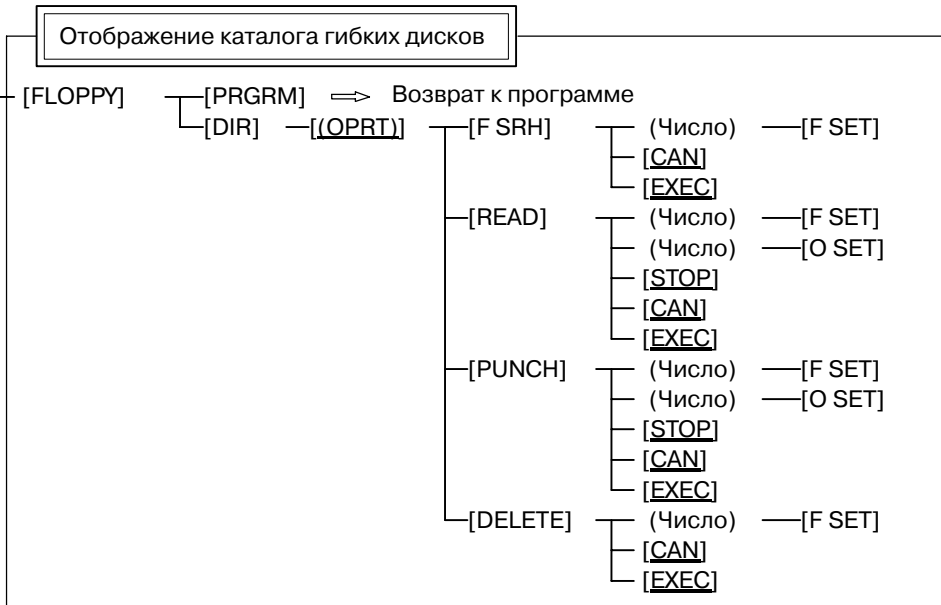 Отображение каталога гибких дисков
[FLOPPY] [PRGRM] ⇒ Возврат к программе
[DIR] [(OPRT)] [F SRH] (Число) [F SET]
[CAN]
[EXEC]
[READ] (Число) [F SET]
(Число) [O SET]
[STOP]
[CAN]
[EXEC]
[PUNCH] (Число) [F SET]
(Число) [O SET]
[STOP]
[CAN]
[EXEC]
[DELETE] (Число) [F SET]
[CAN]
[EXEC]